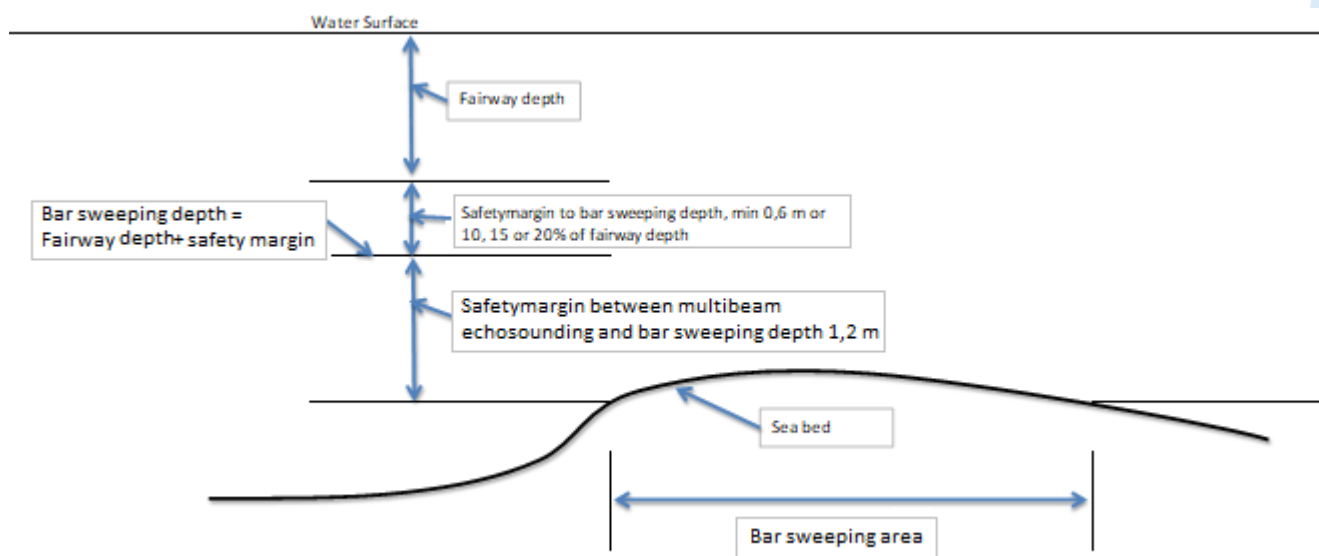 Water Surface
Fairway depth
Bar sweeping depth =
Fairway depth+ safety margin
Safetymargin to bar sweeping depth, min 0,6 m or
10, 15 or 20% of fairway depth
Safetymargin between multibeam
echosounding and bar sweeping depth 1,2 m
Sea bed
Bar sweeping area